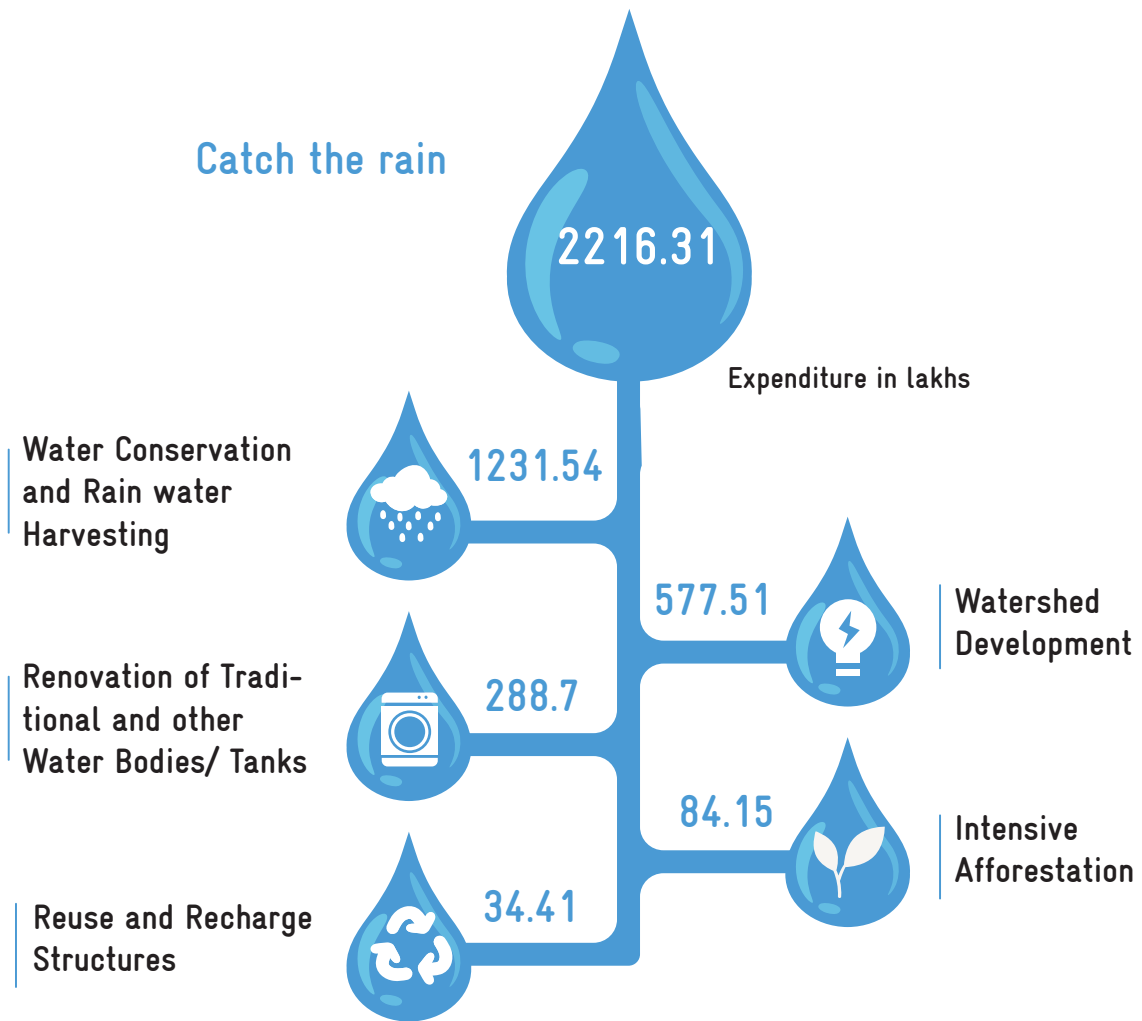 Catch the rain
2216.31
Expenditure in lakhs
Water Conservation
and Rain water
Harvesting
1231.54
577.51
Watershed
Development
Renovation of Tradi-
tional and other
Water Bodies/ Tanks
288.7
84.15
Intensive
Afforestation
Reuse and Recharge
Structures
34.41